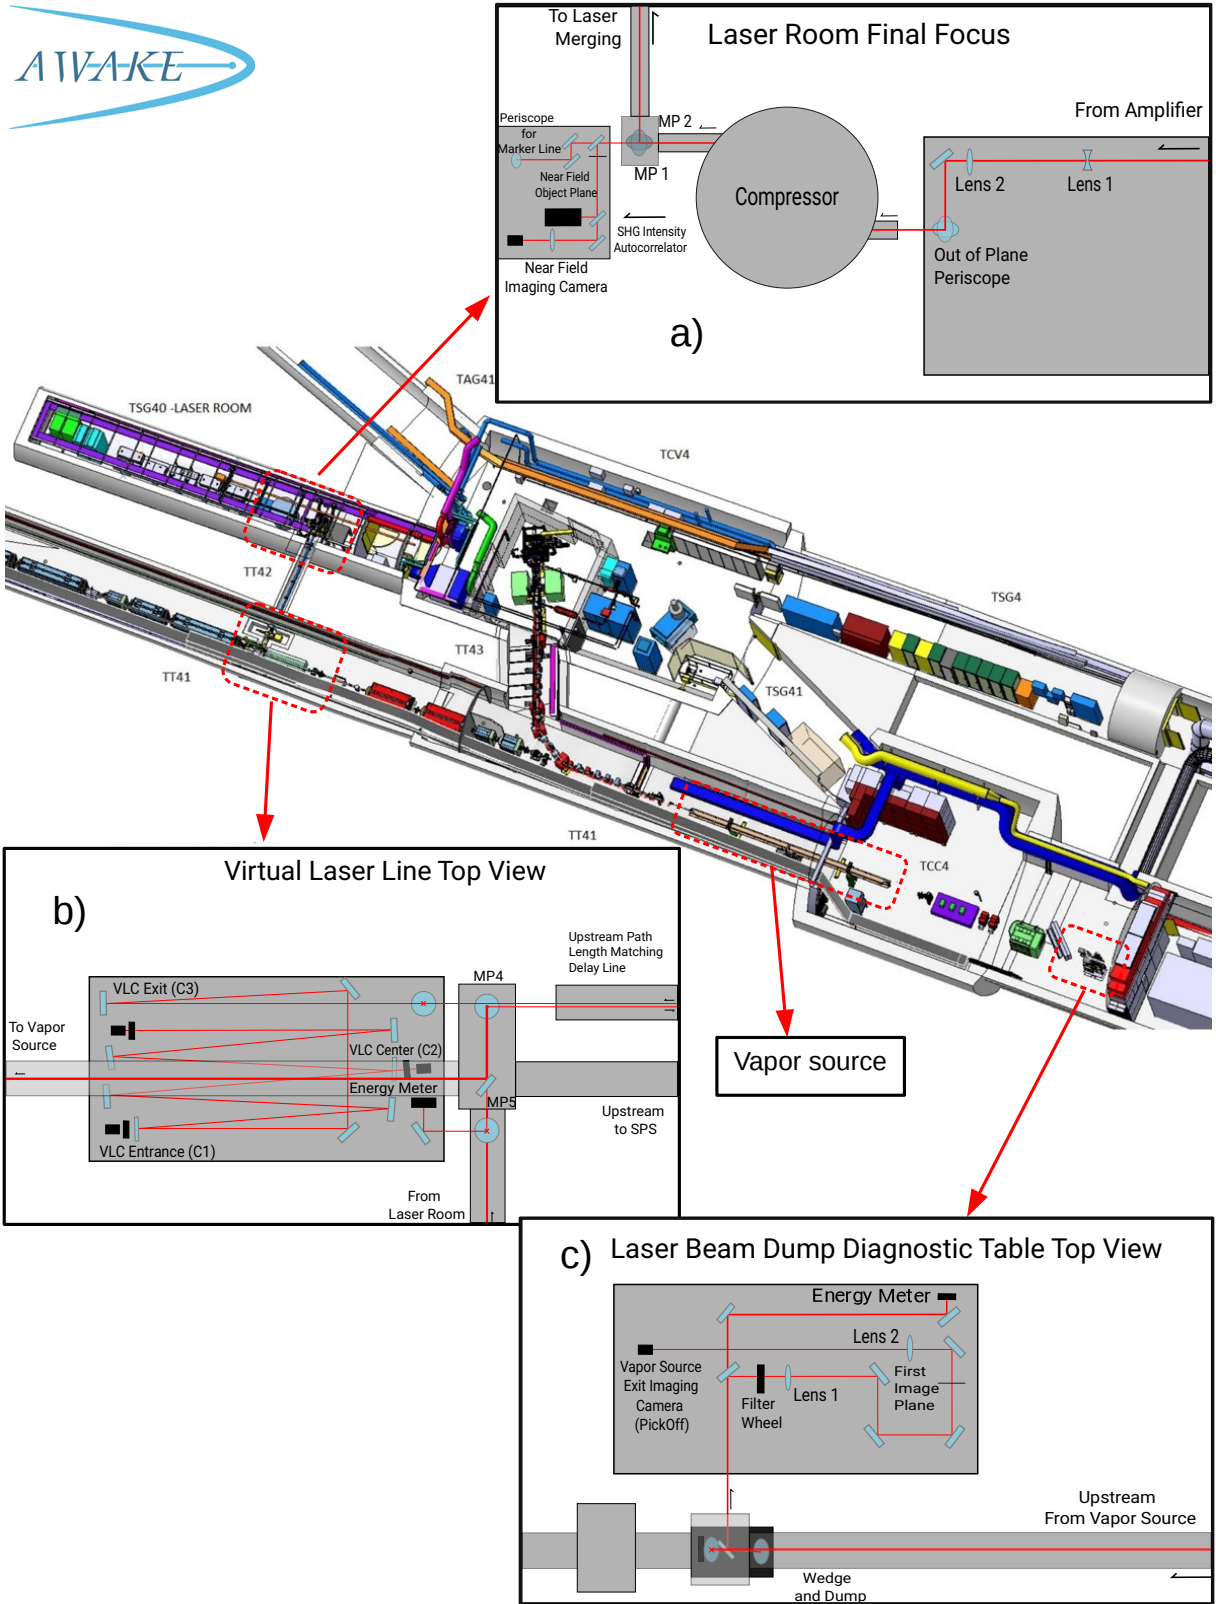 AWAKE
To Laser
Merging
Laser Room Final Focus
From Amplifier
Periscope
for
Marker Line
MP 2
MP 1
Near Field
Object Plane
SHG Intensity
Autocorrelator
Near Field
Imaging Camera
Compressor
Lens 2
Lens 1
Out of Plane
Periscope
a)
TAG41
TSG40 -LASER ROOM
TCV4
TT42
TSG4
TT43
TT41
TSG41
TT41
TCC4
Vapor source
Virtual Laser Line Top View
b)
Upstream Path
Length Matching
Delay Line
MP4
VLC Exit (C3)
To Vapor
Source
VLC Center (C2)
Energy Meter
MP5
Upstream
to SPS
VLC Entrance (C1)
From
Laser Room
c)
Laser Beam Dump Diagnostic Table Top View
Energy Meter
Lens 2
Vapor Source
Exit Imaging
Camera
(PickOff)
First
Image
Plane
Lens 1
Filter
Wheel
Upstream
From Vapor Source
Wedge
and Dump